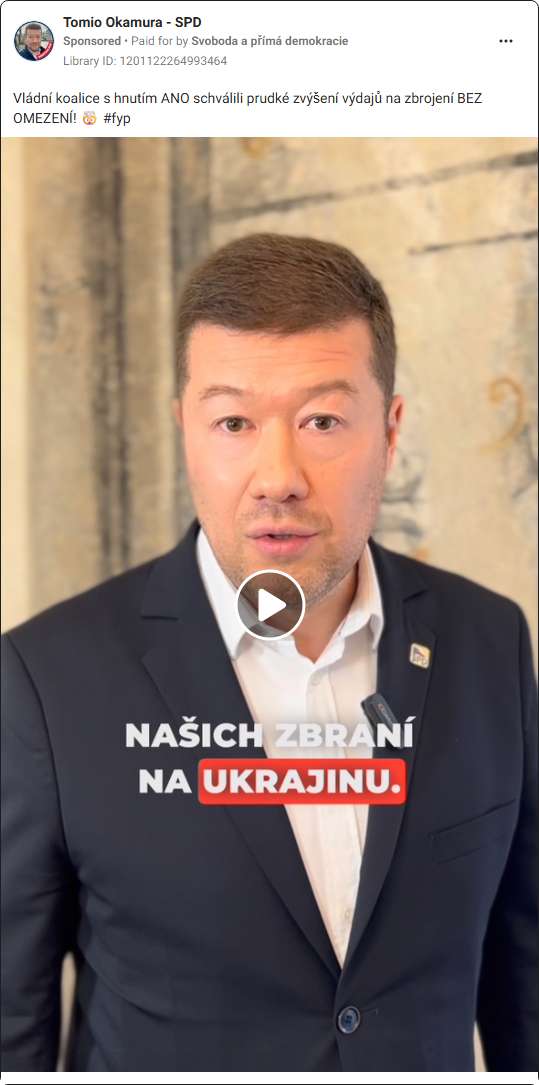 Tomio Okamura - SPD
Sponsored • Paid for by Svoboda a přímá demokracie
Library ID: 1201122264993464
Vládní koalice s hnutím ANO schválili prudké zvýšení výdajů na zbrojení BEZ
OMEZENÍ! 🤯 #fyp
SPD
NAŠICH ZBRANÍ
NA UKRAJINU.